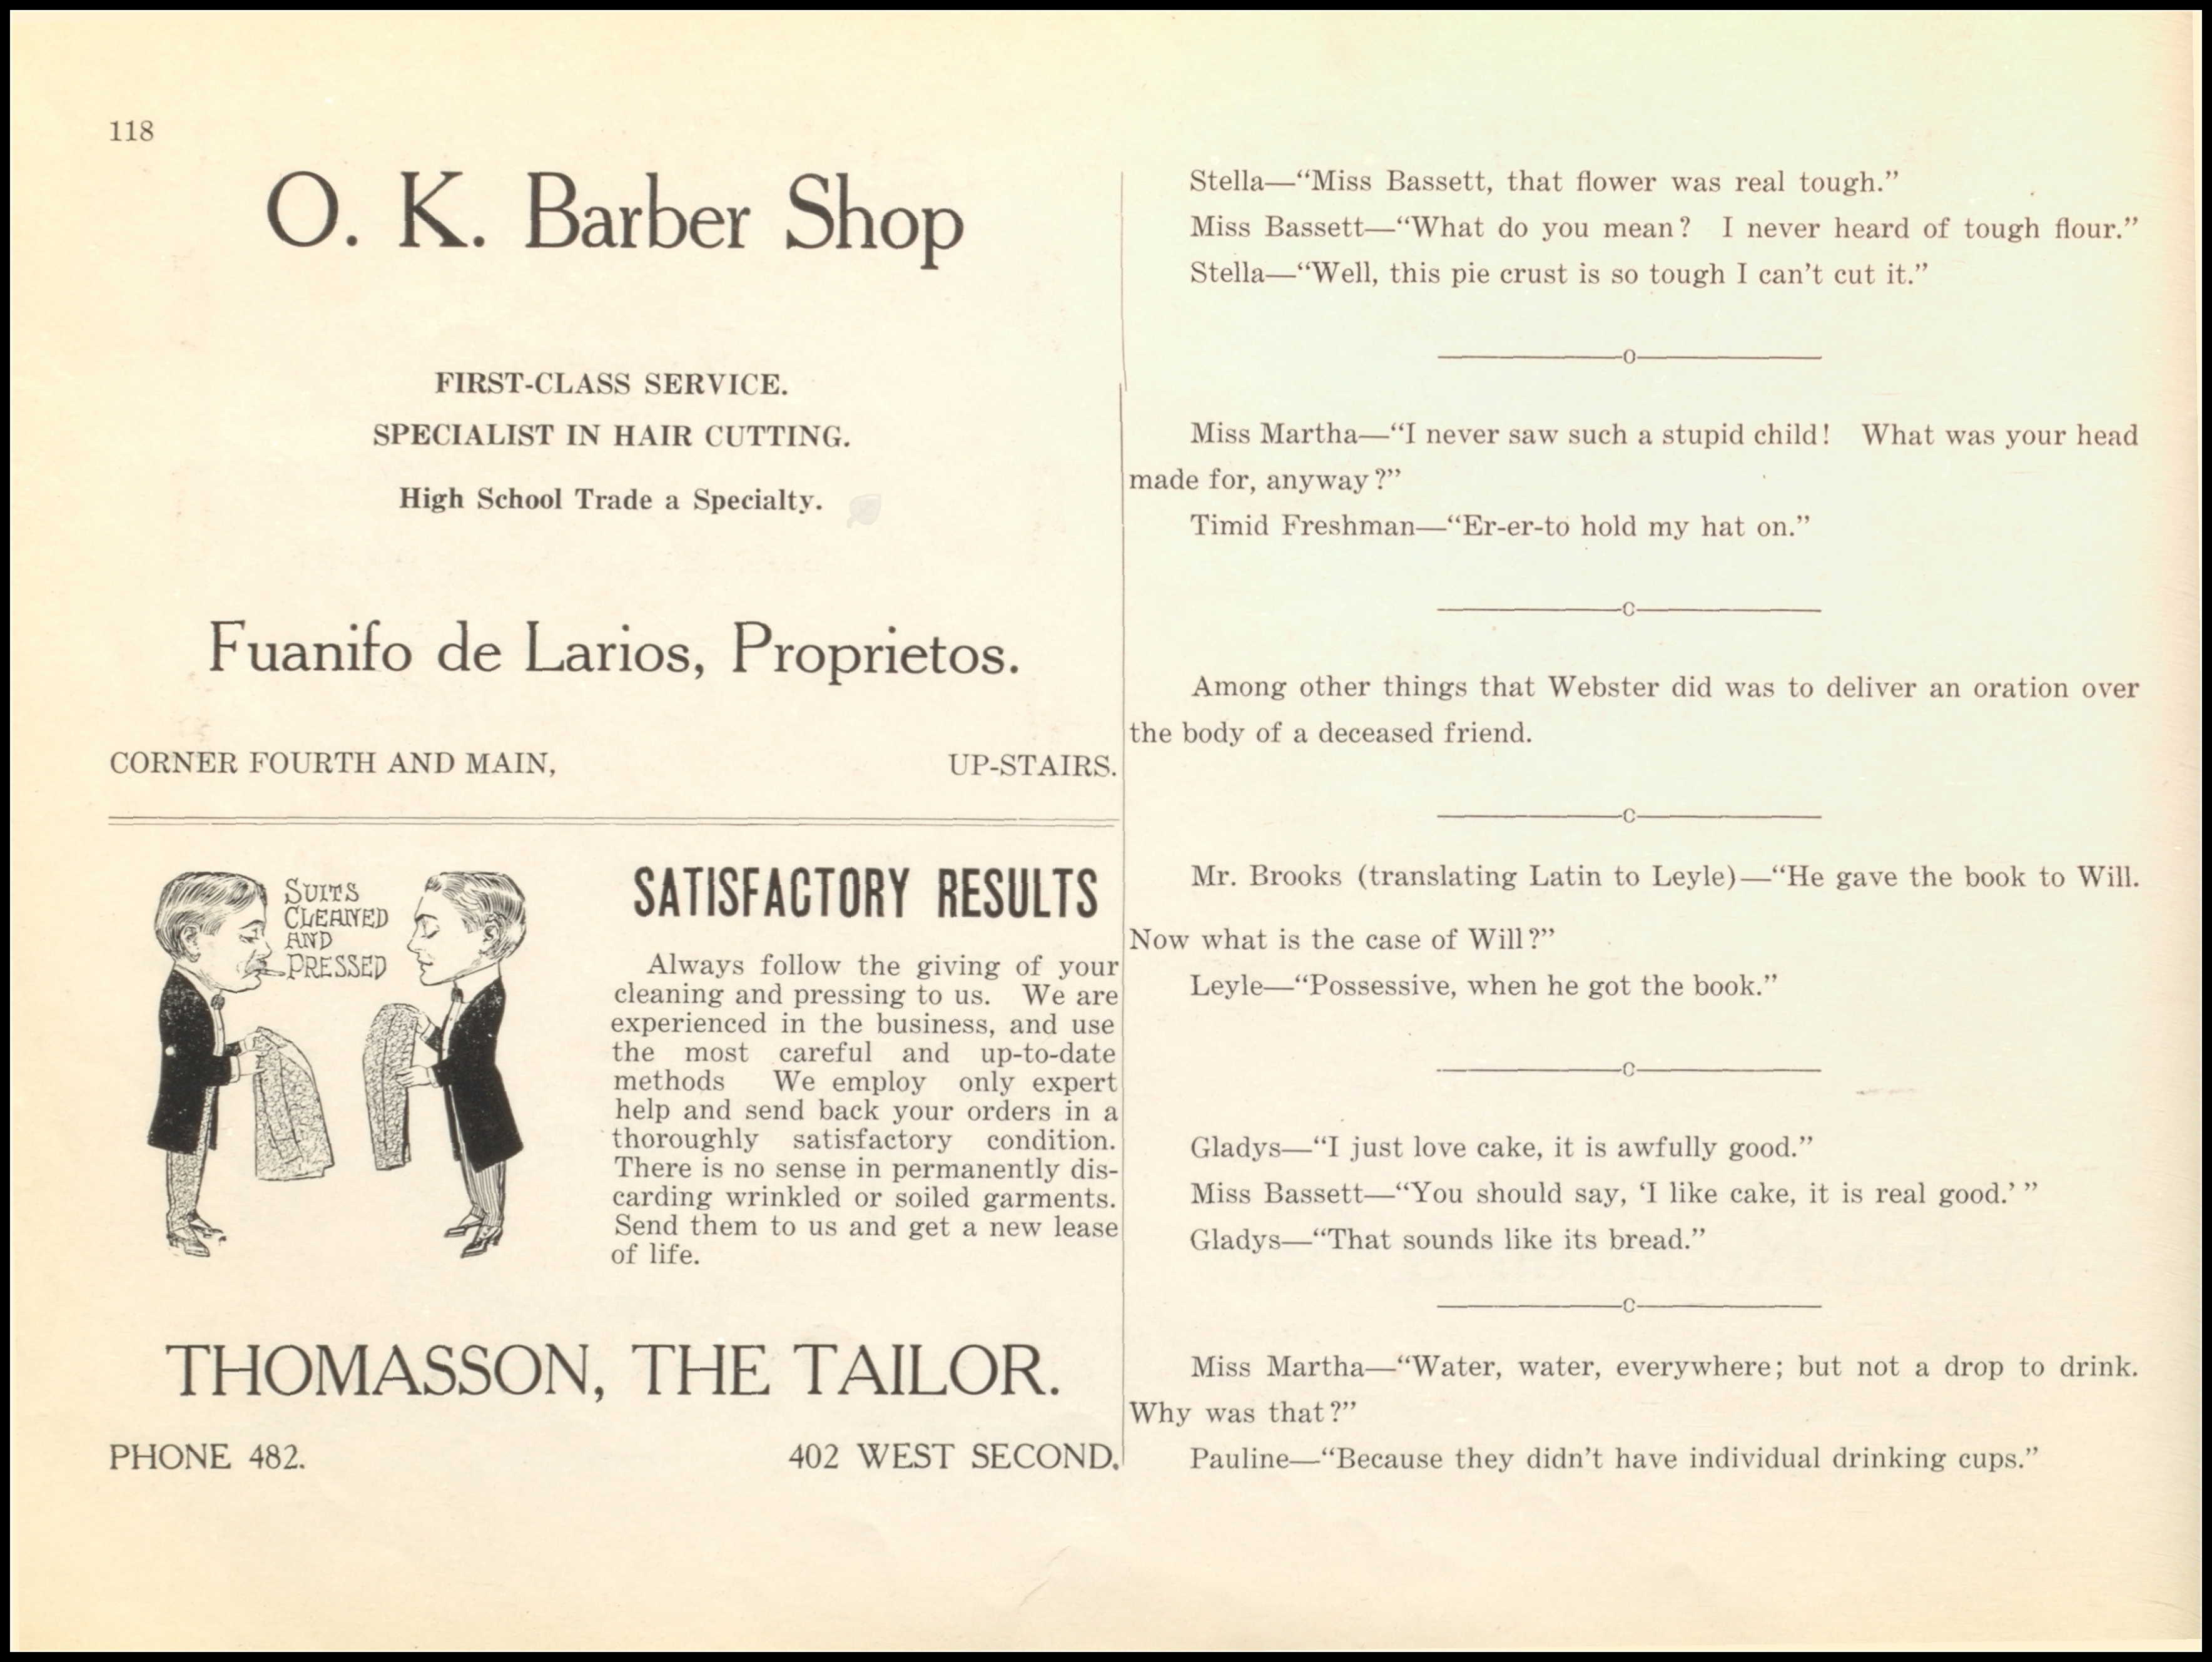 118
O. K. Barber Shop
FIRST-CLASS SERVICE.
SPECIALIST IN HAIR CUTTING.
High School Trade a Specialty.
Fuanifo de Larios, Proprietos.
CORNER FOURTH AND MAIN, UP-STAIRS.
SUITS
CLEANED
AND
PRESSED
SATISFACTORY RESULTS
Always follow the giving of your
cleaning and pressing to us. We are
experienced in the business, and use
the most careful and up-to-date
methods We employ only expert
help and send back your orders in a
thoroughly satisfactory condition.
There is no sense in permanently dis-
carding wrinkled or soiled garments.
Send them to us and get a new lease
of life.
THOMASSON, THE TAILOR.
PHONE 482. 402 WEST SECOND.
Stella—“Miss Bassett, that flower was real tough.”
Miss Bassett—“What do you mean? I never heard of tough flour.”
Stella—“Well, this pie crust is so tough I can’t cut it.”
Miss Martha—“I never saw such a stupid child! What was your head
made for, anyway?”
Timid Freshman—“Er-er-to hold my hat on.”
Among other things that Webster did was to deliver an oration over
the body of a deceased friend.
Mr. Brooks (translating Latin to Leyle)—“He gave the book to Will.
Now what is the case of Will?”
Leyle—“Possessive, when he got the book.”
Gladys—“I just love cake, it is awfully good.”
Miss Bassett—“You should say, ‘I like cake, it is real good.’ ”
Gladys—“That sounds like its bread.”
Miss Martha—“Water, water, everywhere; but not a drop to drink.
Why was that?”
Pauline—“Because they didn’t have individual drinking cups.”